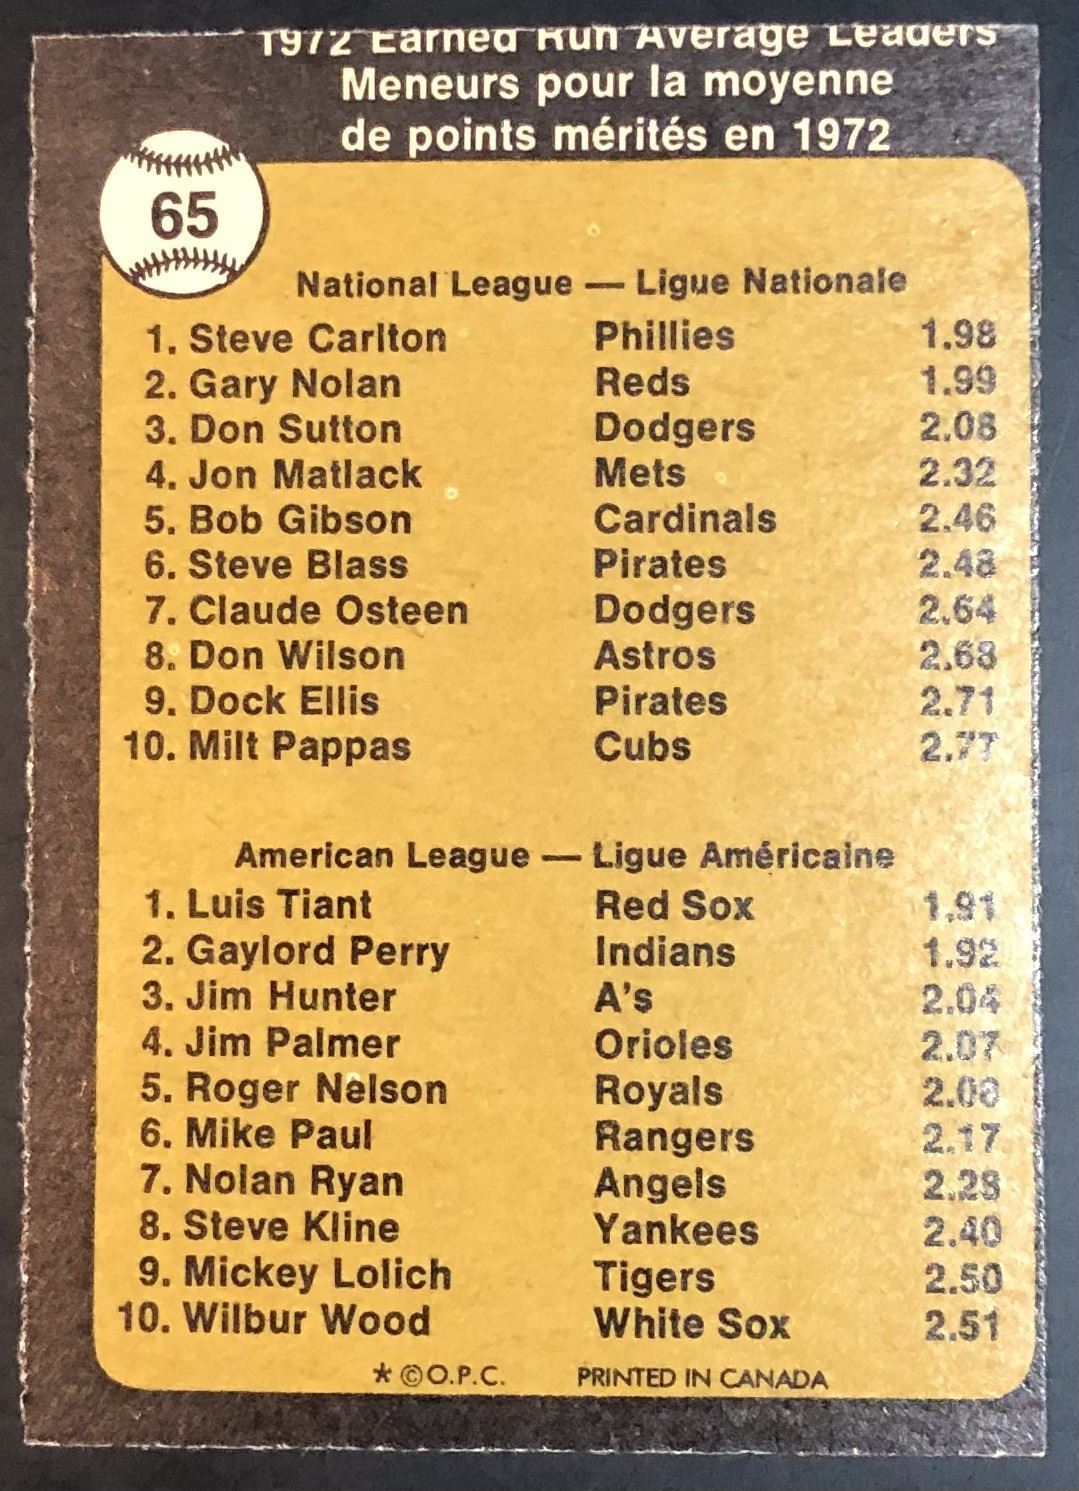 1972 Earned Run Average Leaders
Meneurs pour la moyenne
de points mérités en 1972
65
National League — Ligue Nationale
1. Steve Carlton Phillies 1.98
2. Gary Nolan Reds 1.99
3. Don Sutton Dodgers 2.08
4. Jon Matlack Mets 2.32
5. Bob Gibson Cardinals 2.46
6. Steve Blass Pirates 2.48
7. Claude Osteen Dodgers 2.64
8. Don Wilson Astros 2.68
9. Dock Ellis Pirates 2.71
10. Milt Pappas Cubs 2.77
American League — Ligue Américaine
1. Luis Tiant Red Sox 1.91
2. Gaylord Perry Indians 1.92
3. Jim Hunter A's 2.04
4. Jim Palmer Orioles 2.07
5. Roger Nelson Royals 2.08
6. Mike Paul Rangers 2.17
7. Nolan Ryan Angels 2.28
8. Steve Kline Yankees 2.40
9. Mickey Lolich Tigers 2.50
10. Wilbur Wood White Sox 2.51
* ©O.P.C. PRINTED IN CANADA